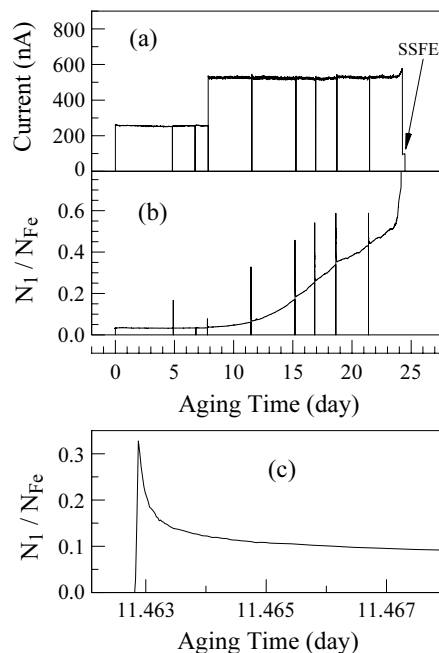 (a)
SSFE
Current (nA)
800
600
400
200
0
(b)
N1 / NFe
0.6
0.4
0.2
0.0
0 5 10 15 20 25
Aging Time (day)
(c)
N1 / NFe
0.3
0.2
0.1
0.0
11.463 11.465 11.467
Aging Time (day)